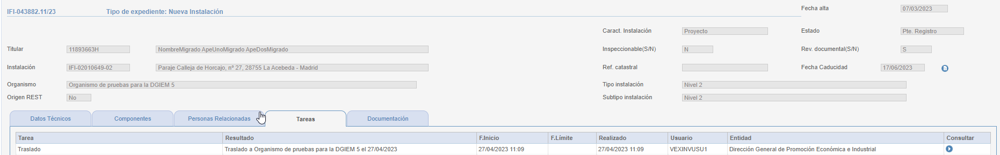 IFI-043882.11/23 Tipo de expediente: Nueva Instalación Fecha alta 07/03/2023
Caract. Instalación Proyecto Estado Pte. Registro
Titular 11893663H NombreMigrado ApeUnoMigrado ApeDosMigrado Inspeccionable(S/N) N Rev. documental(S/N) S
Instalación IFI-02010649-02 Paraje Calleja de Horcajo, nº 27, 28755 La Acebeda - Madrid Ref. catastral Fecha Caducidad 17/06/2023
Organismo Organismo de pruebas para la DGIEM 5 Tipo instalación Nivel 2
Origen REST No Subtipo instalación Nivel 2
Datos Técnicos Componentes Personas Relacionadas Tareas Documentación
Tarea Resultado F.Inicio F.Límite Realizado Usuario Entidad Consultar
Traslado Traslado a Organismo de pruebas para la DGIEM 5 el 27/04/2023 27/04/2023 11:09 27/04/2023 11:09 VEXINVUSU1 Dirección General de Promoción Económica e Industrial